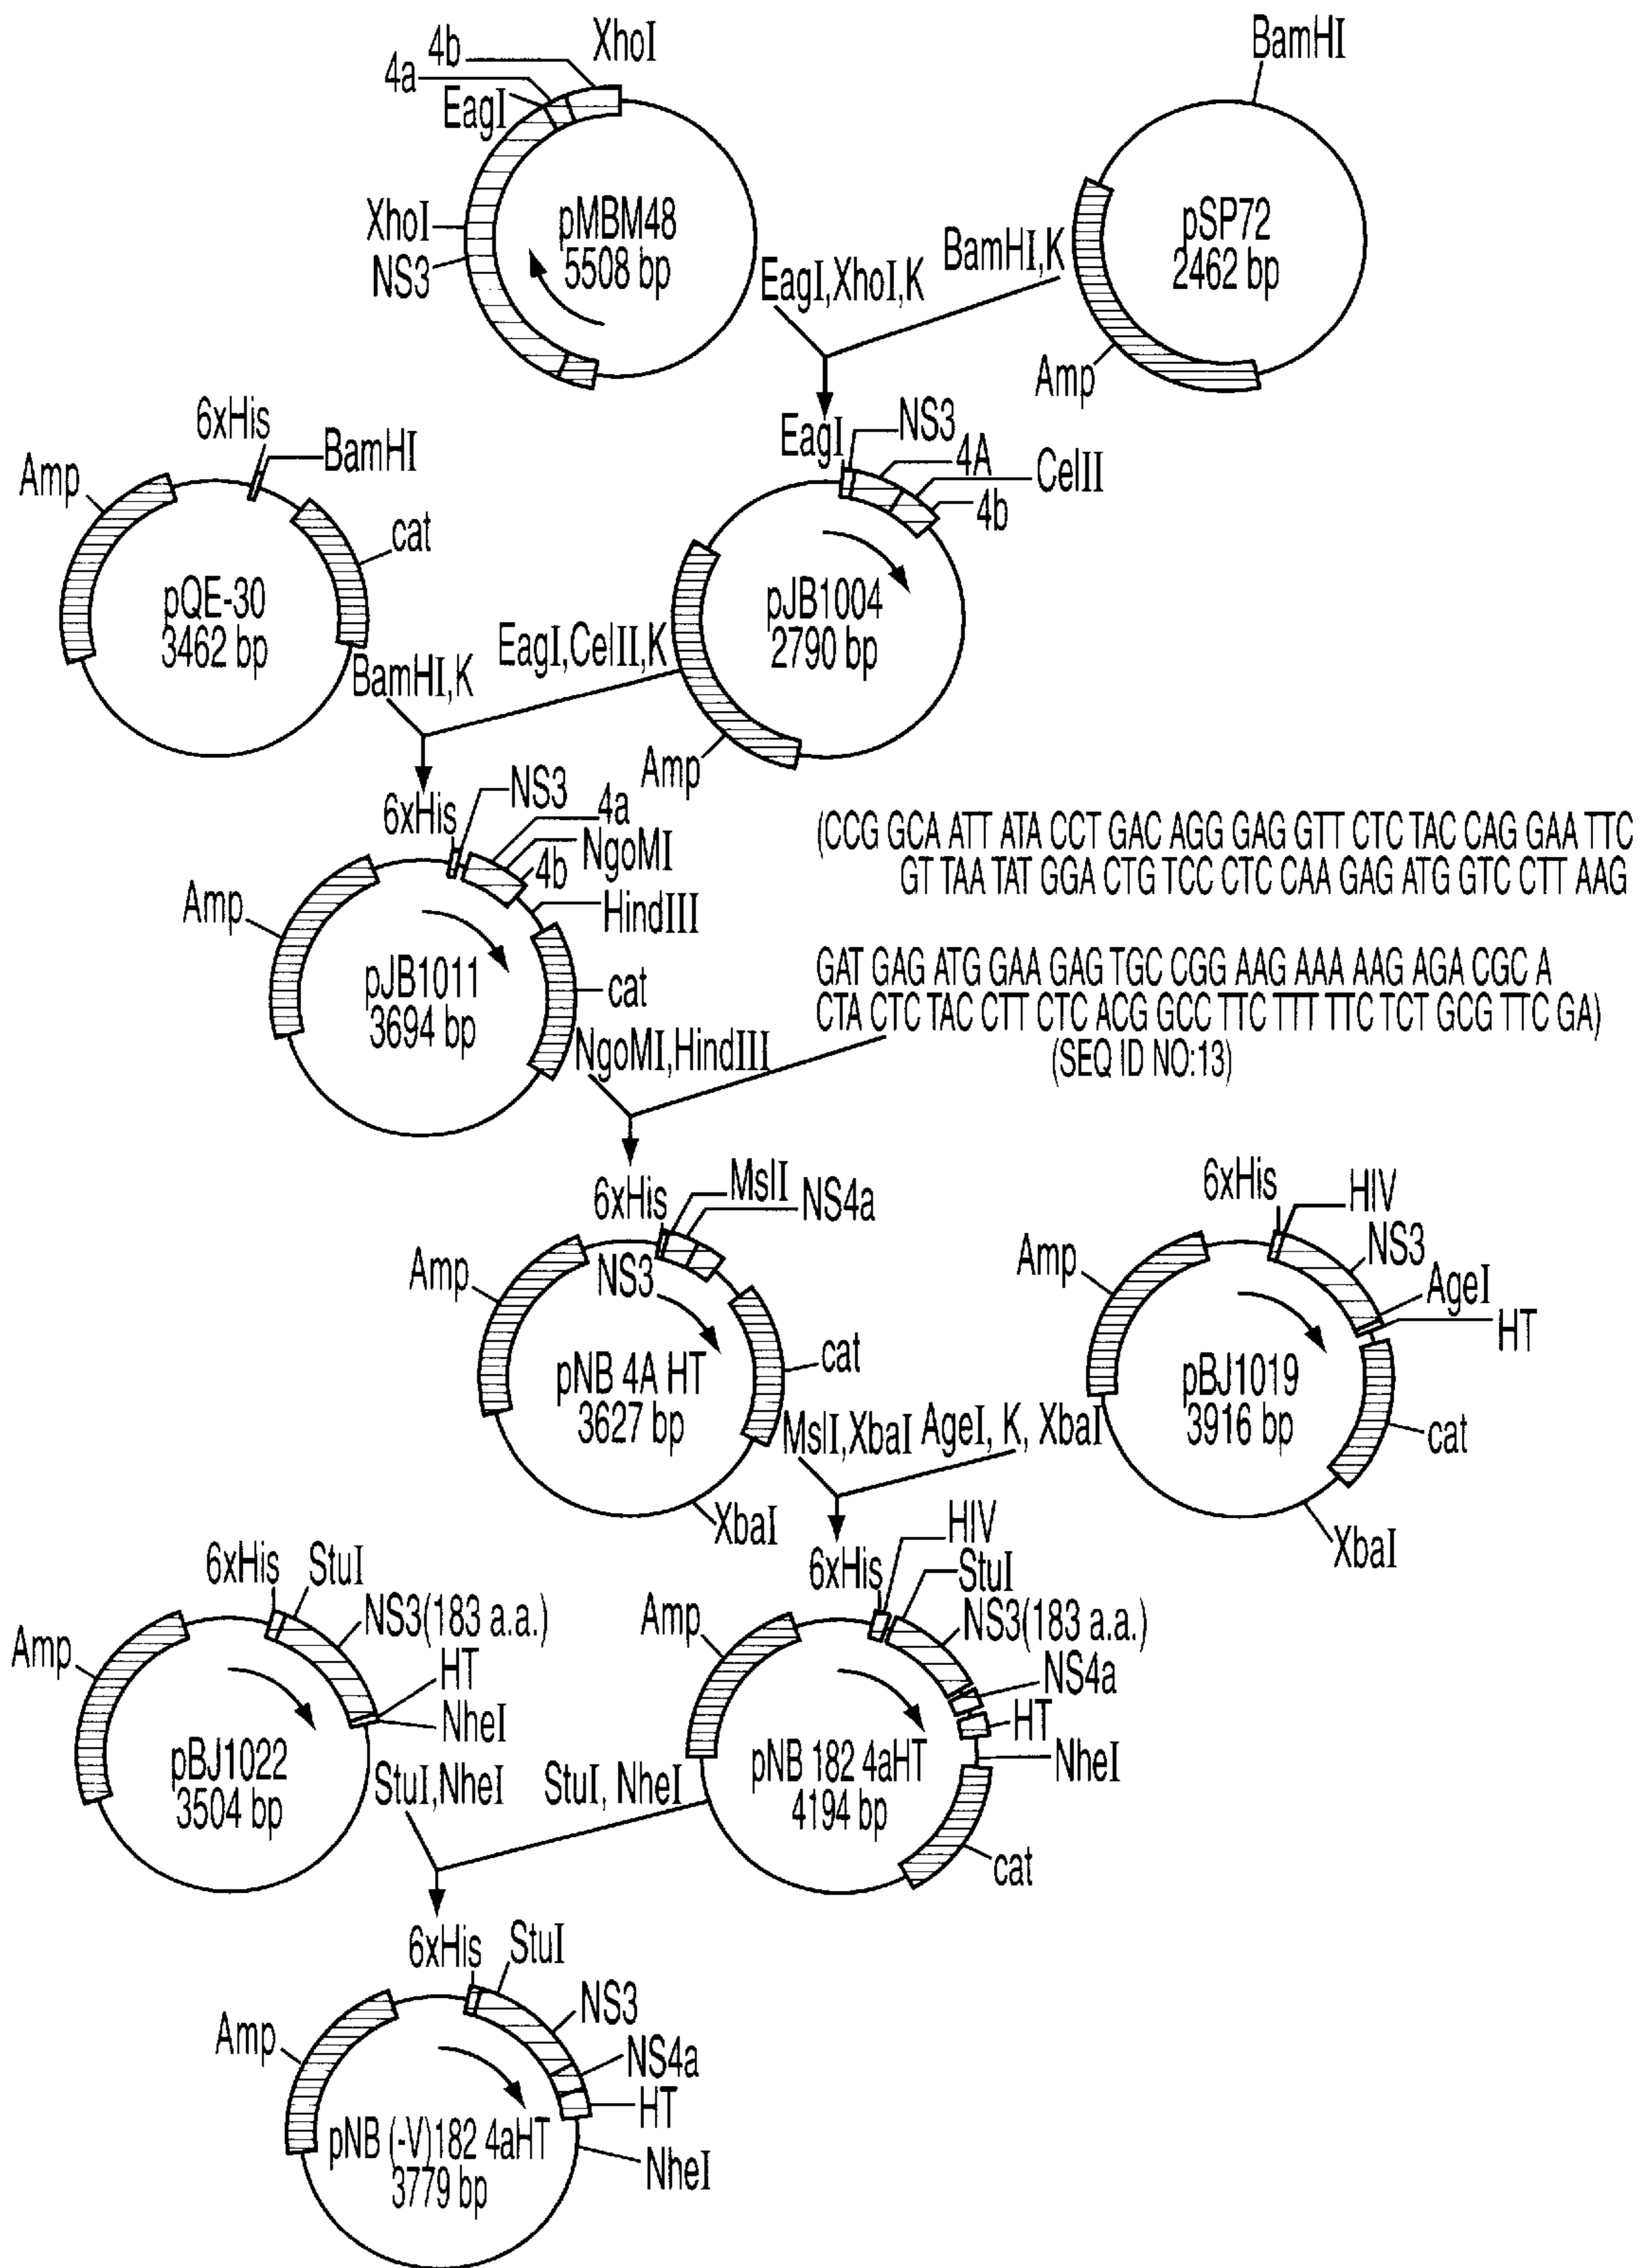 XhoI
4b
4a
EagI
XhoI
NS3
pMBM48
5508 bp
BamHI
pSP72
2462 bp
Amp
EagI,XhoI,K
BamHI,K
6xHis
BamHI
Amp
cat
pQE-30
3462 bp
EagI
NS3
4A
CelII
4b
pJB1004
2790 bp
Amp
BamHI,K
EagI,CelII,K
6xHis
NS3
4a
NgoMI
4b
HindIII
Amp
cat
pJB1011
3694 bp
(CCG GCA ATT ATA CCT GAC AGG GAG GTT CTC TAC CAG GAA TTC
GT TAA TAT GGA CTG TCC CTC CAA GAG ATG GTC CTT AAG
GAT GAG ATG GAA GAG TGC CGG AAG AAA AAG AGA CGC A
CTA CTC TAC CTT CTC ACG GCC TTC TTT TTC TCT GCG TTC GA)
(SEQ ID NO:13)
NgoMI,HindIII
6xHis
MslI
NS4a
Amp
NS3
cat
pNB 4A HT
3627 bp
XbaI
6xHis
HIV
NS3
AgeI
HT
Amp
pBJ1019
3916 bp
cat
XbaI
MslI,XbaI
AgeI, K, XbaI
6xHis
StuI
NS3(183 a.a.)
HT
NheI
Amp
pBJ1022
3504 bp
6xHis
HIV
StuI
NS3(183 a.a.)
NS4a
HT
NheI
Amp
pNB 182 4aHT
4194 bp
cat
StuI,NheI
StuI, NheI
6xHis
StuI
NS3
NS4a
HT
NheI
Amp
pNB (-V)182 4aHT
3779 bp